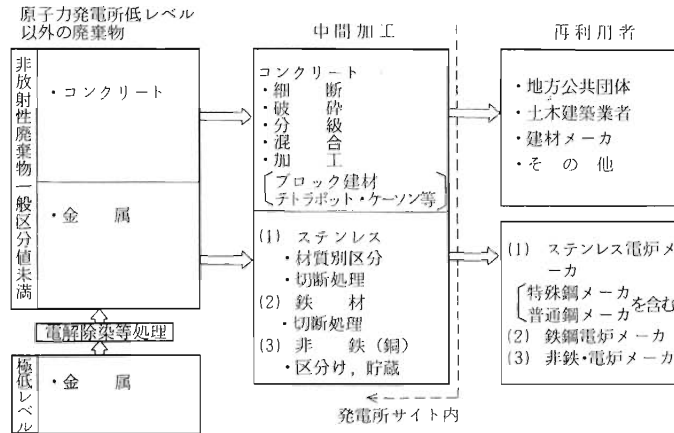 原子力発電所低レベル
以外の廃棄物
非放射性廃棄物一般区分値未満
・コンクリート
・金　属
電解除染等処理
極低レベル
・金　属
中間加工
コンクリート
・細　断
・破　砕
・分　級
・混　合
・加　工
ブロック建材
テトラポット・ケーソン等
(1) ステンレス
・材質別区分
・切断処理
(2) 鉄　材
・切断処理
(3) 非　鉄（銅）
・区分け，貯蔵
発電所サイト内
再利用者
・地方公共団体
・土木建築業者
・建材メーカ
・そ の 他
(1) ステンレス電炉メ
ーカ
特殊鋼メーカ
普通鋼メーカ
を含む
(2) 鉄鋼電炉メーカ
(3) 非鉄・電炉メーカ